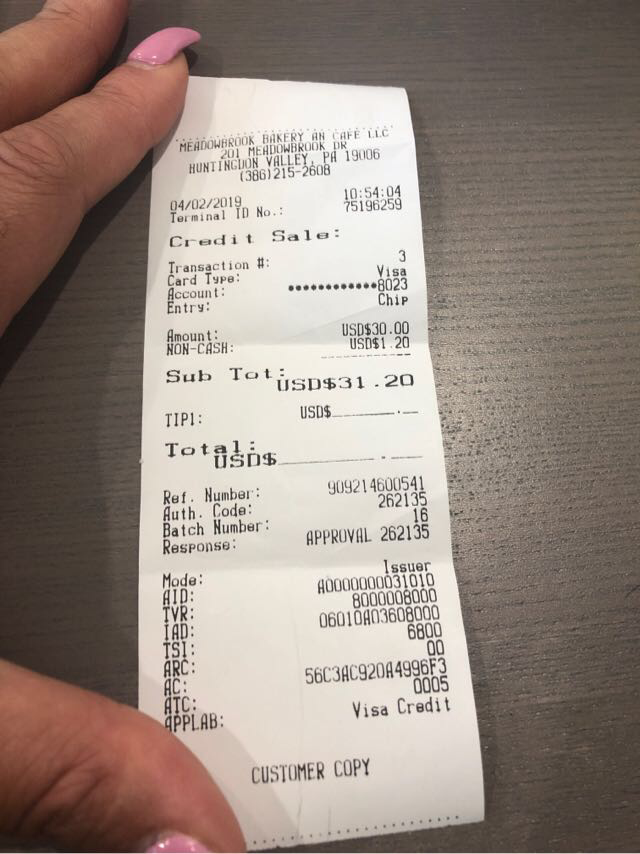 MEADOWBROOK BAKERY AN CAFE LLC
201 MEADOWBROOK DR
HUNTINGDON VALLEY, PA 19006
(386)215-2608
04/02/2019 10:54:04
Terminal ID No.: 75196259
Credit Sale:
Transaction #: 3
Card Type: Visa
Account: ************8023
Entry: Chip
Amount: USD$30.00
NON-CASH: USD$1.20
Sub Tot: USD$31.20
TIP1: USD$______.__
Total:
USD$__________.___
Ref. Number: 909214600541
Auth. Code: 262135
Batch Number: 16
Response: APPROVAL 262135
Mode: Issuer
AID: A0000000031010
TVR: 8000008000
IAD: 06010A03608000
TSI: 6800
ARC: 00
AC: 56C3AC920A4996F3
ATC: 0005
APPLAB: Visa Credit
CUSTOMER COPY